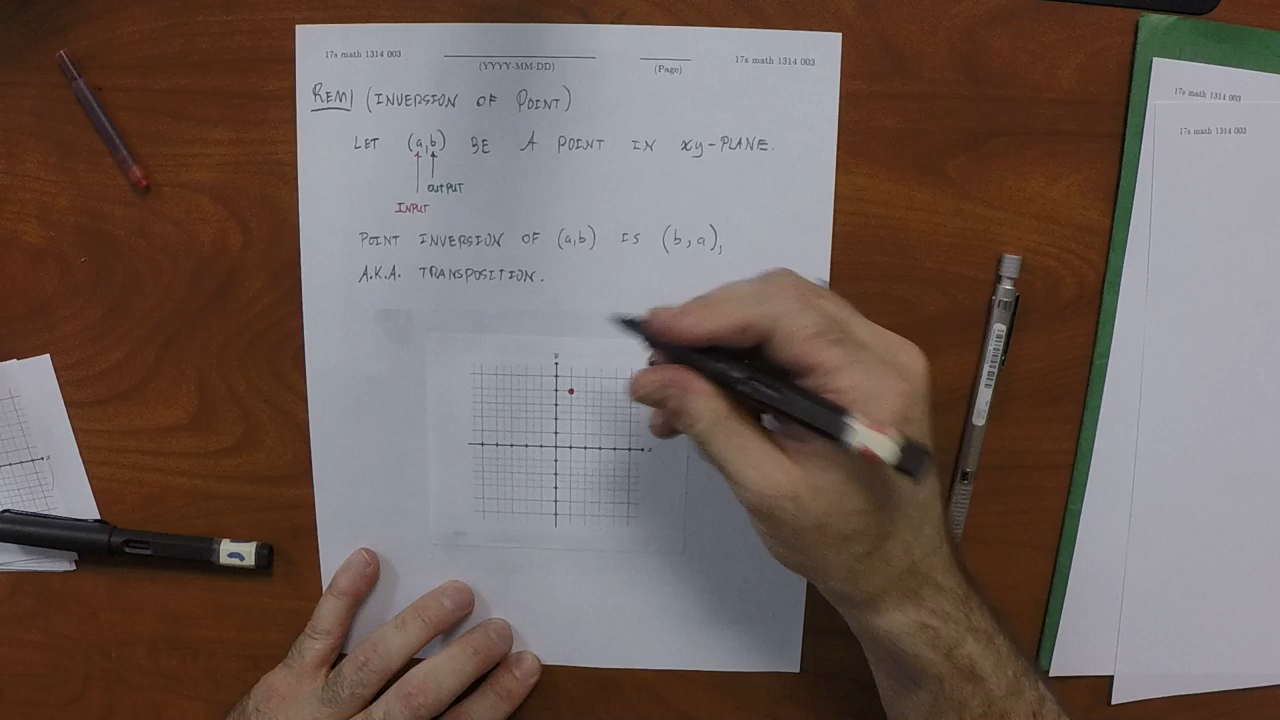 17s math 1314 003
(YYYY-MM-DD)
(Page)
17s math 1314 003
REM (INVERSION OF POINT)
LET (a,b) BE A POINT IN xy-PLANE.
OUTPUT
INPUT
POINT INVERSION OF (a,b) IS (b,a),
A.K.A. TRANSPOSITION.
y
x
17s math 1314 003
17s math 1314 003
x